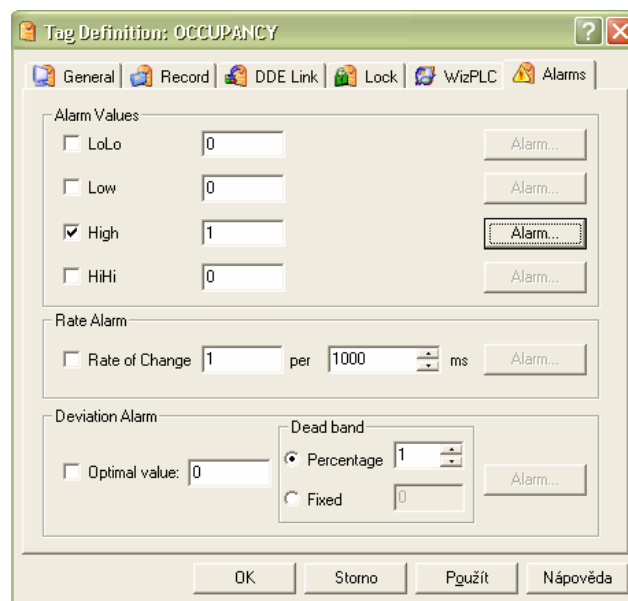 Tag Definition: OCCUPANCY
General Record DDE Link Lock WizPLC Alarms
Alarm Values
LoLo 0 Alarm...
Low 0 Alarm...
High 1 Alarm...
HiHi 0 Alarm...
Rate Alarm
Rate of Change 1 per 1000 ms Alarm...
Deviation Alarm
Dead band
Optimal value: 0 Percentage 1 Alarm...
Fixed 0
OK Storno Použít Nápověda